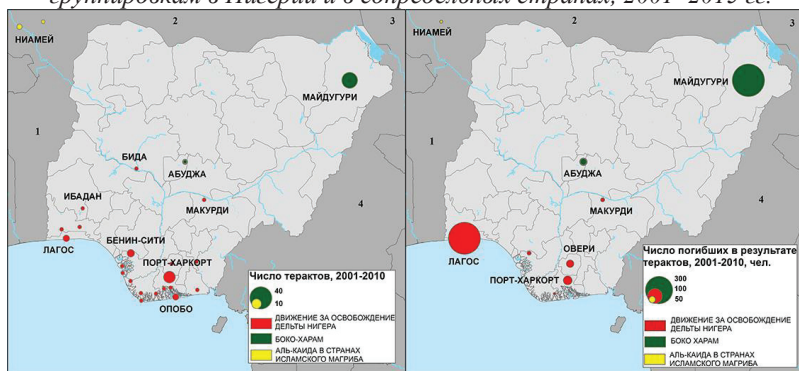 группировкам в Нигерии и в сопредельных странах, 2001–2015 гг.
2
3
НИАМЕЙ
МАЙДУГУРИ
1
БИДА
АБУДЖА
ИБАДАН
МАКУРДИ
4
БЕНИН-СИТИ
ЛАГОС
ПОРТ-ХАРКОРТ
ОПОБО
Число терактов, 2001-2010
40
10
ДВИЖЕНИЕ ЗА ОСВОБОЖДЕНИЕ
ДЕЛЬТЫ НИГЕРА
БОКО-ХАРАМ
АЛЬ-КАИДА В СТРАНАХ
ИСЛАМСКОГО МАГРИБА
2
3
НИАМЕЙ
МАЙДУГУРИ
1
АБУДЖА
МАКУРДИ
4
ЛАГОС
ОВЕРИ
ПОРТ-ХАРКОРТ
Число погибших в результате
терактов, 2001-2010, чел.
300
100
50
ДВИЖЕНИЕ ЗА ОСВОБОЖДЕНИЕ
ДЕЛЬТЫ НИГЕРА
БОКО ХАРАМ
АЛЬ-КАИДА В СТРАНАХ
ИСЛАМСКОГО МАГРИБА